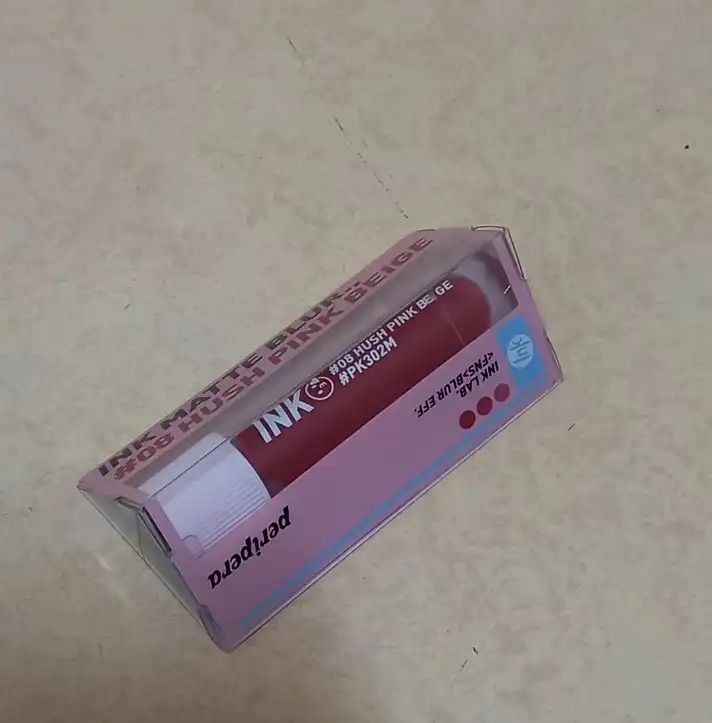 INK MATTE BLUR..
#08 HUSH PINK BEIGE
INK
#08 HUSH PINK BEIGE
#PK302M
Ink
INK LAB.
<FNS>BLUR EFF.
peripera